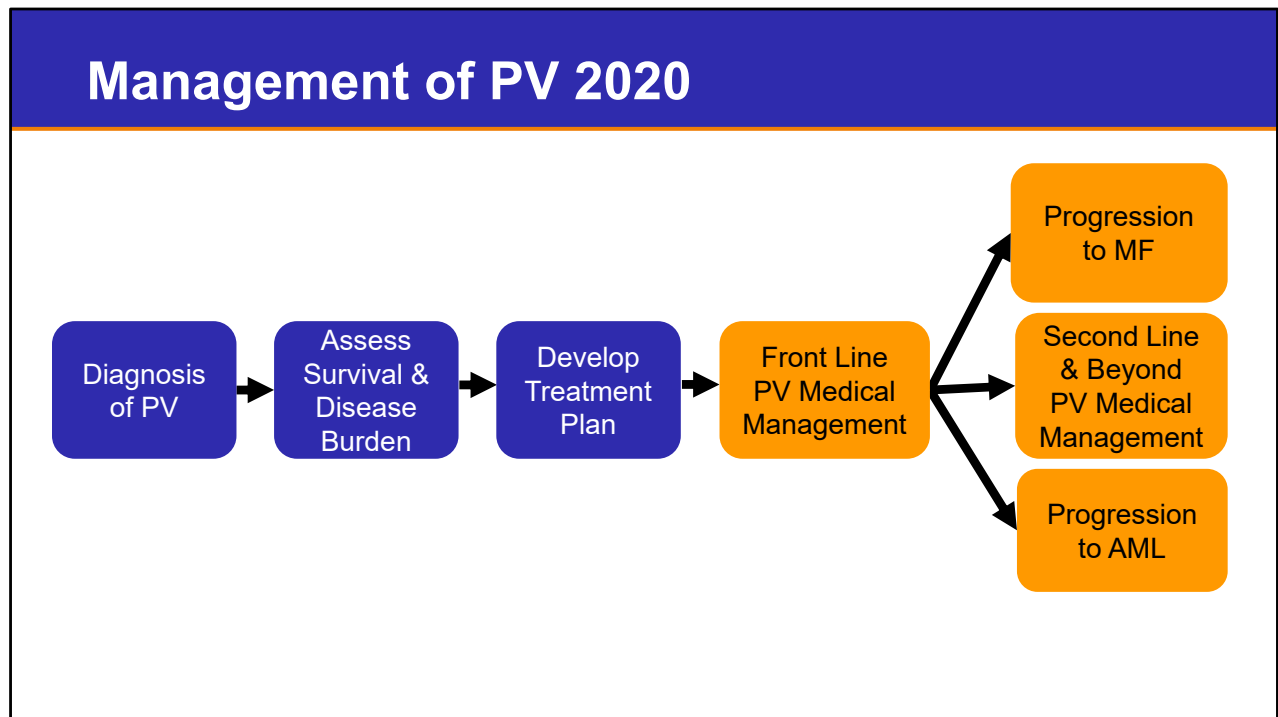 Management of PV 2020
Diagnosis
of PV
Assess
Survival &
Disease
Burden
Develop
Treatment
Plan
Front Line
PV Medical
Management
Progression
to MF
Second Line
& Beyond
PV Medical
Management
Progression
to AML